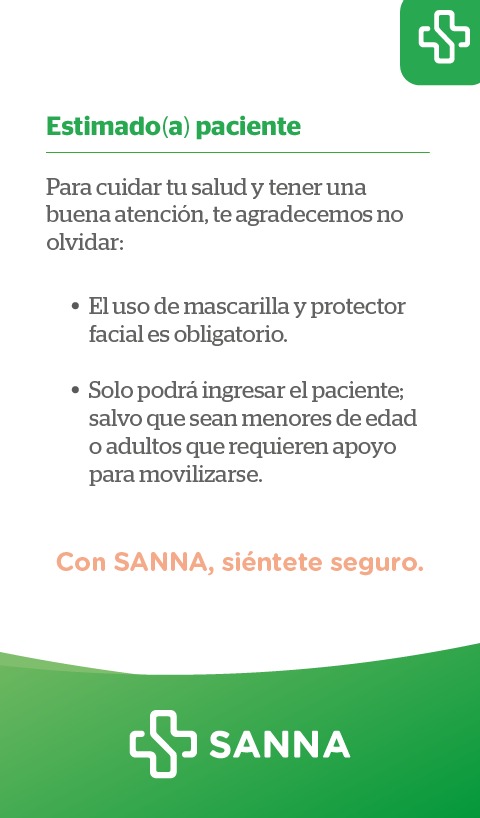 Estimado(a) paciente
Para cuidar tu salud y tener una
buena atención, te agradecemos no
olvidar:
• El uso de mascarilla y protector
facial es obligatorio.
• Solo podrá ingresar el paciente;
salvo que sean menores de edad
o adultos que requieren apoyo
para movilizarse.
Con SANNA, siéntete seguro.
SANNA